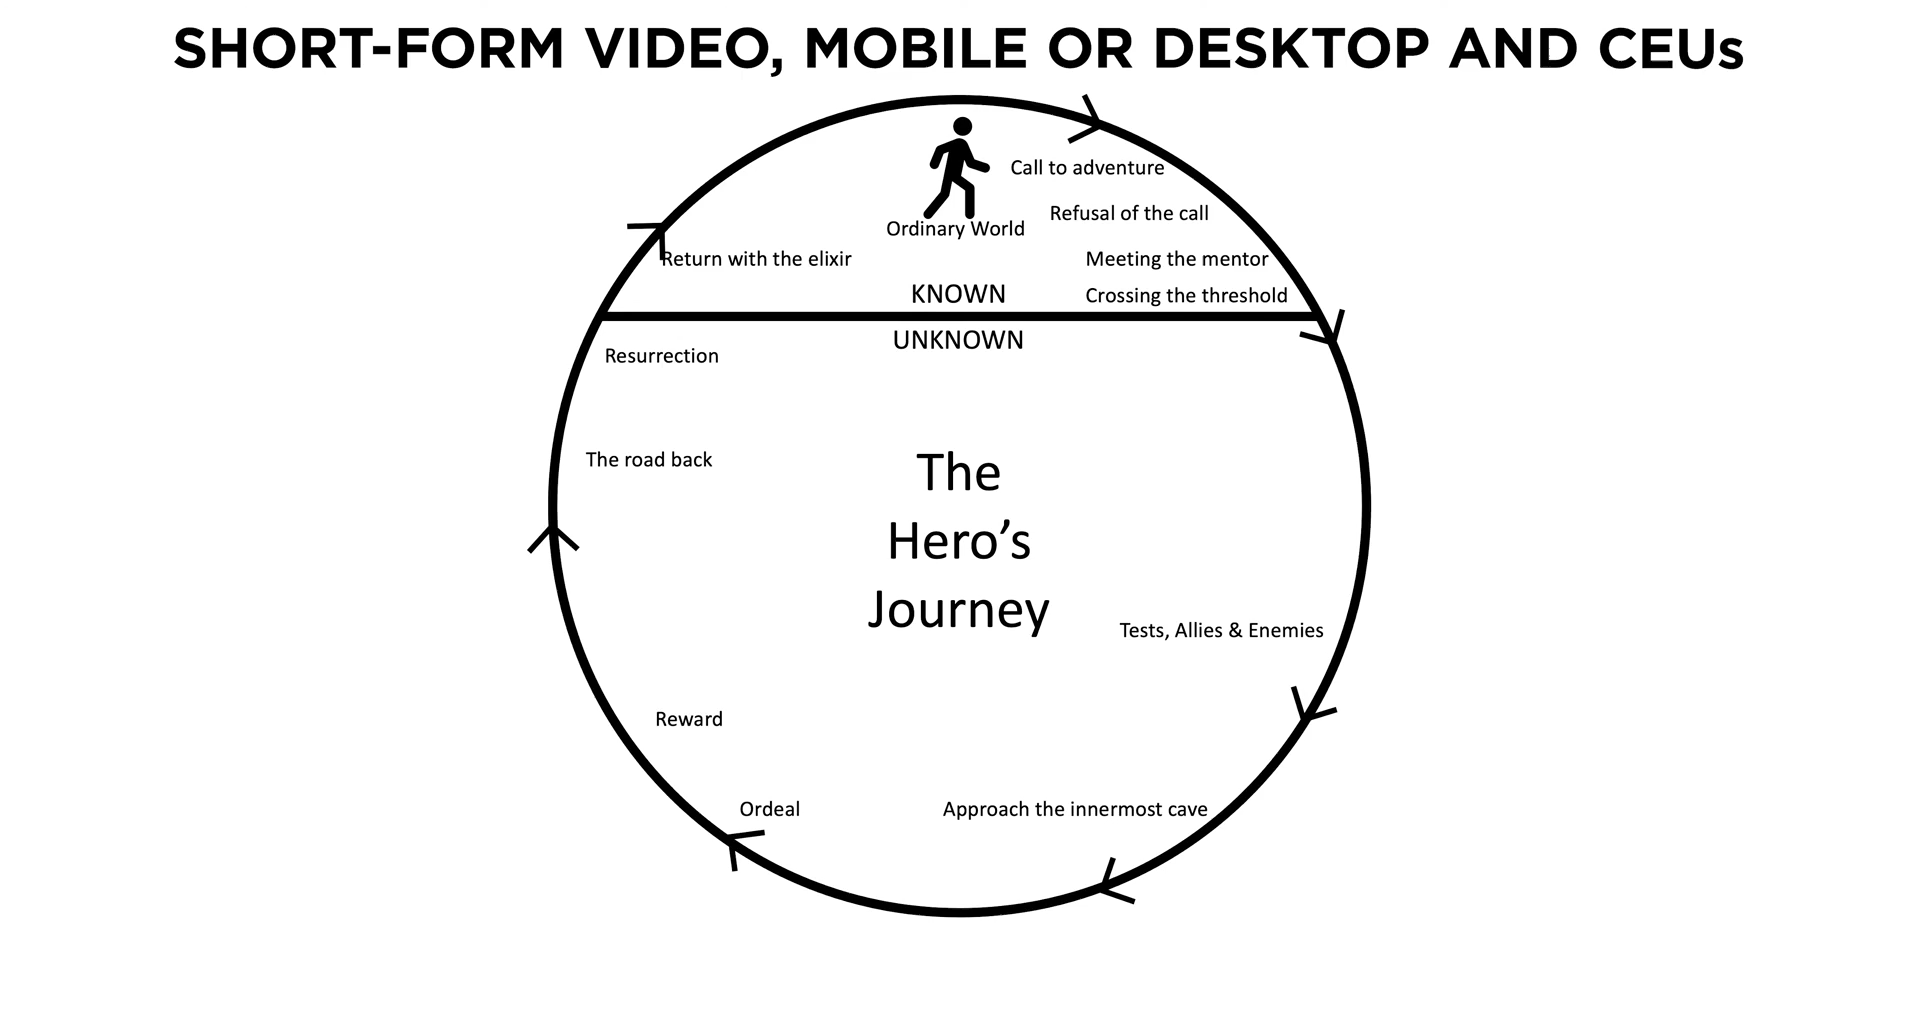 SHORT-FORM VIDEO, MOBILE OR DESKTOP AND CEUs
Call to adventure
Refusal of the call
Ordinary World
Return with the elixir
Meeting the mentor
KNOWN
Crossing the threshold
UNKNOWN
Resurrection
The road back
The
Hero’s
Journey
Tests, Allies & Enemies
Reward
Ordeal
Approach the innermost cave